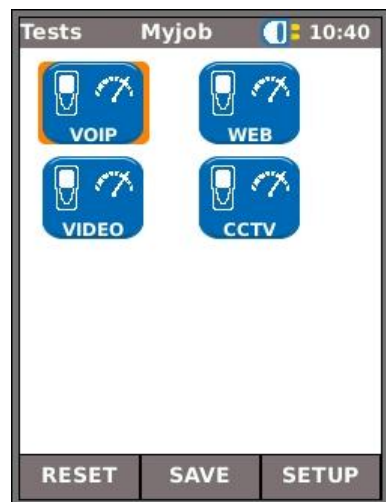 Tests Myjob 10:40
VOIP WEB
VIDEO CCTV
RESET SAVE SETUP